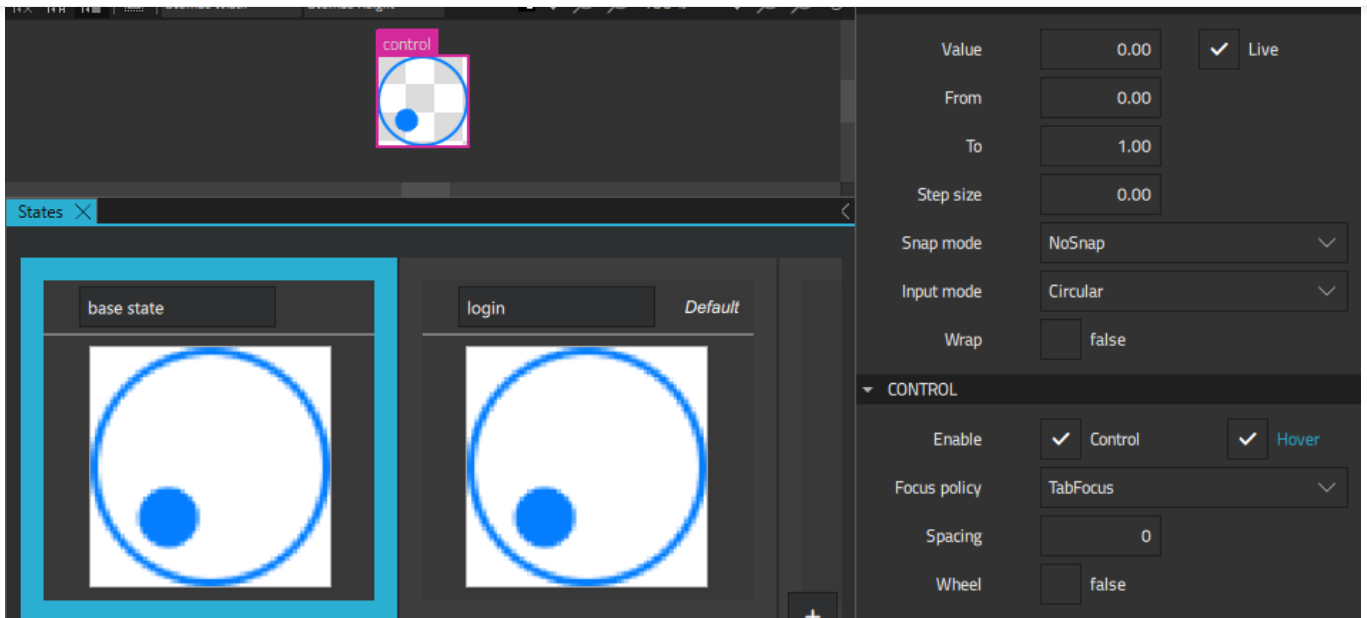 control
States
base state
login
Default
+
Value 0.00 Live
From 0.00
To 1.00
Step size 0.00
Snap mode NoSnap
Input mode Circular
Wrap false
CONTROL
Enable Control Hover
Focus policy TabFocus
Spacing 0
Wheel false